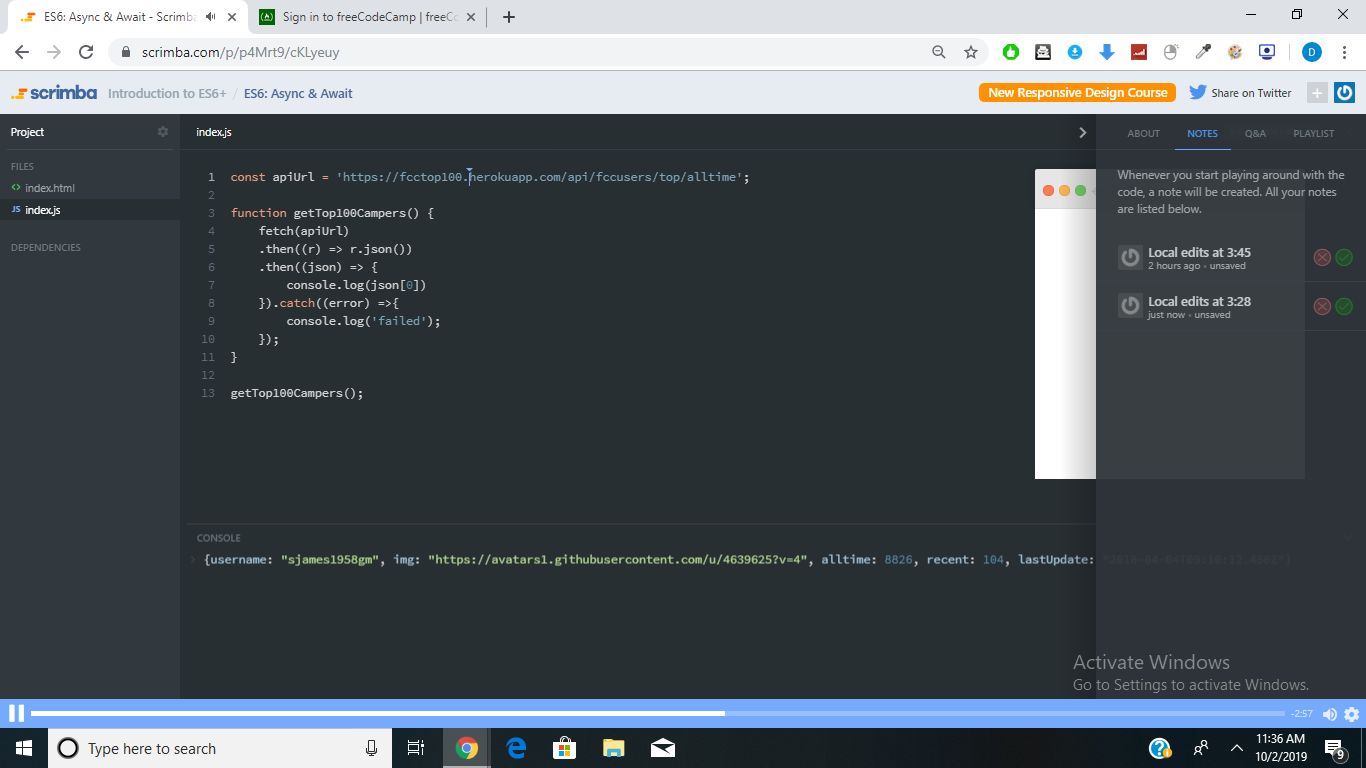 ES6: Async & Await - Scrimba
Sign in to freeCodeCamp | freeCo
scrimba.com/p/p4Mrt9/cKLyeuy
D
scrimba
Introduction to ES6+ / ES6: Async & Await
New Responsive Design Course
Share on Twitter
Project
index.js
ABOUT
NOTES
Q&A
PLAYLIST
FILES
index.html
JS index.js
DEPENDENCIES
1 const apiUrl = 'https://fcctop100.herokuapp.com/api/fccusers/top/alltime';
2
3 function getTop100Campers() {
4 fetch(apiUrl)
5 .then((r) => r.json())
6 .then((json) => {
7 console.log(json[0])
8 }).catch((error) =>{
9 console.log('failed');
10 });
11 }
12
13 getTop100Campers();
Whenever you start playing around with the
code, a note will be created. All your notes
are listed below.
Local edits at 3:45
2 hours ago - unsaved
Local edits at 3:28
just now - unsaved
CONSOLE
{username: "sjames1958gm", img: "https://avatars1.githubusercontent.com/u/4639625?v=4", alltime: 8826, recent: 104, lastUpdate:
Activate Windows
Go to Settings to activate Windows.
-2:57
Type here to search
11:36 AM
10/2/2019
9